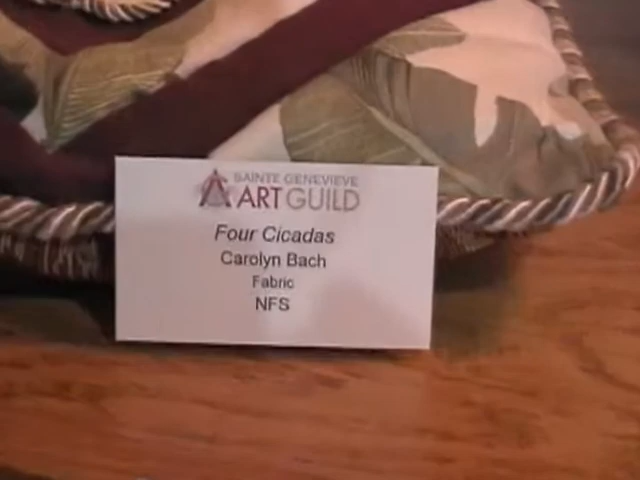 SAINTE GENEVIEVE
ART GUILD
Four Cicadas
Carolyn Bach
Fabric
NFS